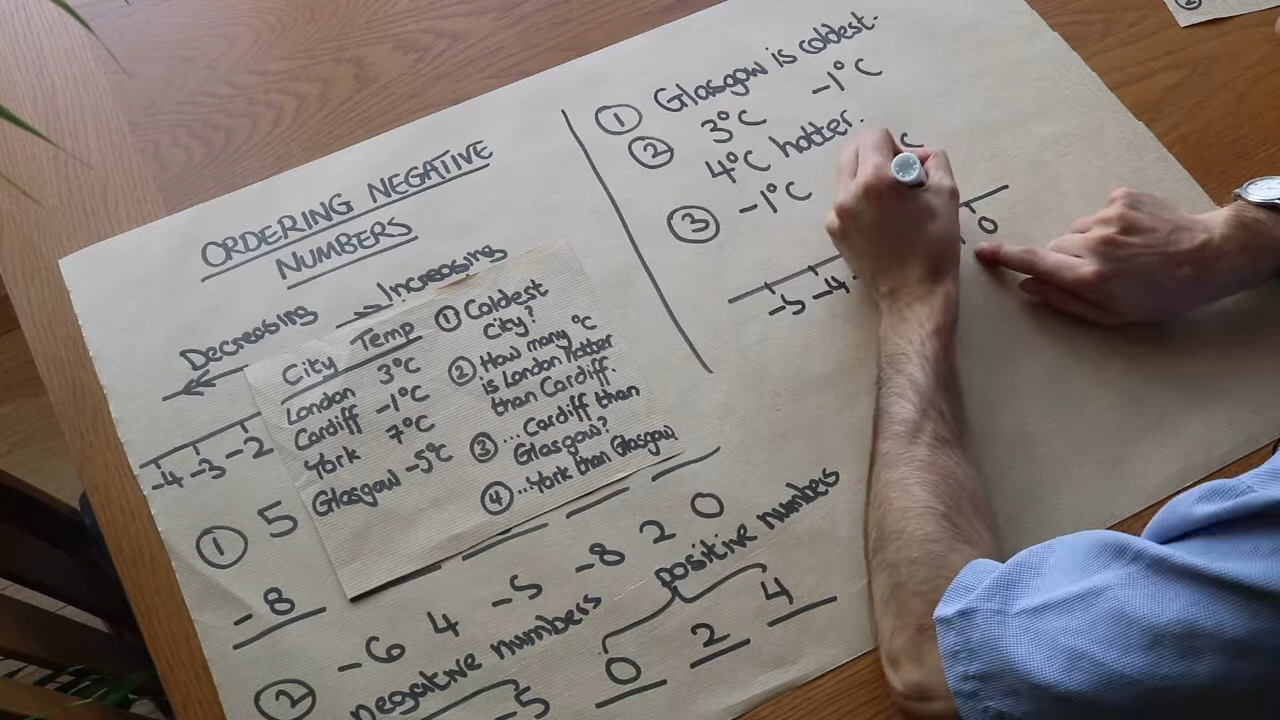 ORDERING NEGATIVE
NUMBERS
Decreasing
Increasing
-4 -3 -2
① 5
-8
City Temp
London 3°C
Cardiff -1°C
York 7°C
Glasgow -5°C
① Coldest
City?
② How many °C
is London hotter
than Cardiff.
③ ... Cardiff than
Glasgow?
④ ... York than Glasgow
② -6 4 -5 -8 2 0
negative numbers
positive numbers
-5 0 2 4
① Glasgow is coldest.
② 3°C -1°C
4°C hotter.
③ -1°C
-5 -4 0